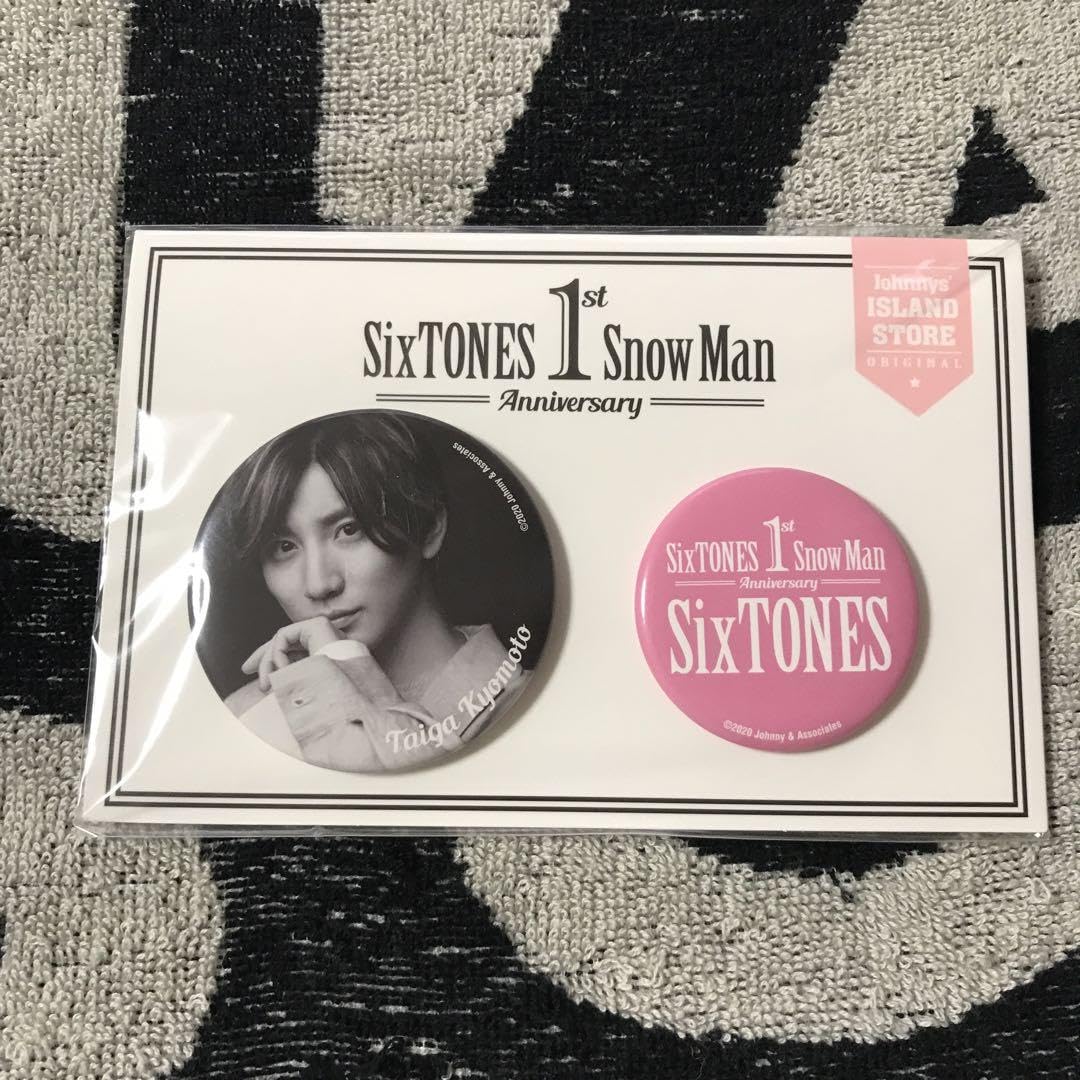 SixTONES 1st Snow Man
Anniversary
Johnnys'
ISLAND
STORE
ORIGINAL
©2020 Johnny & Associates
Taiga Kyomoto
SixTONES 1st Snow Man
Anniversary
SixTONES
©2020 Johnny & Associates